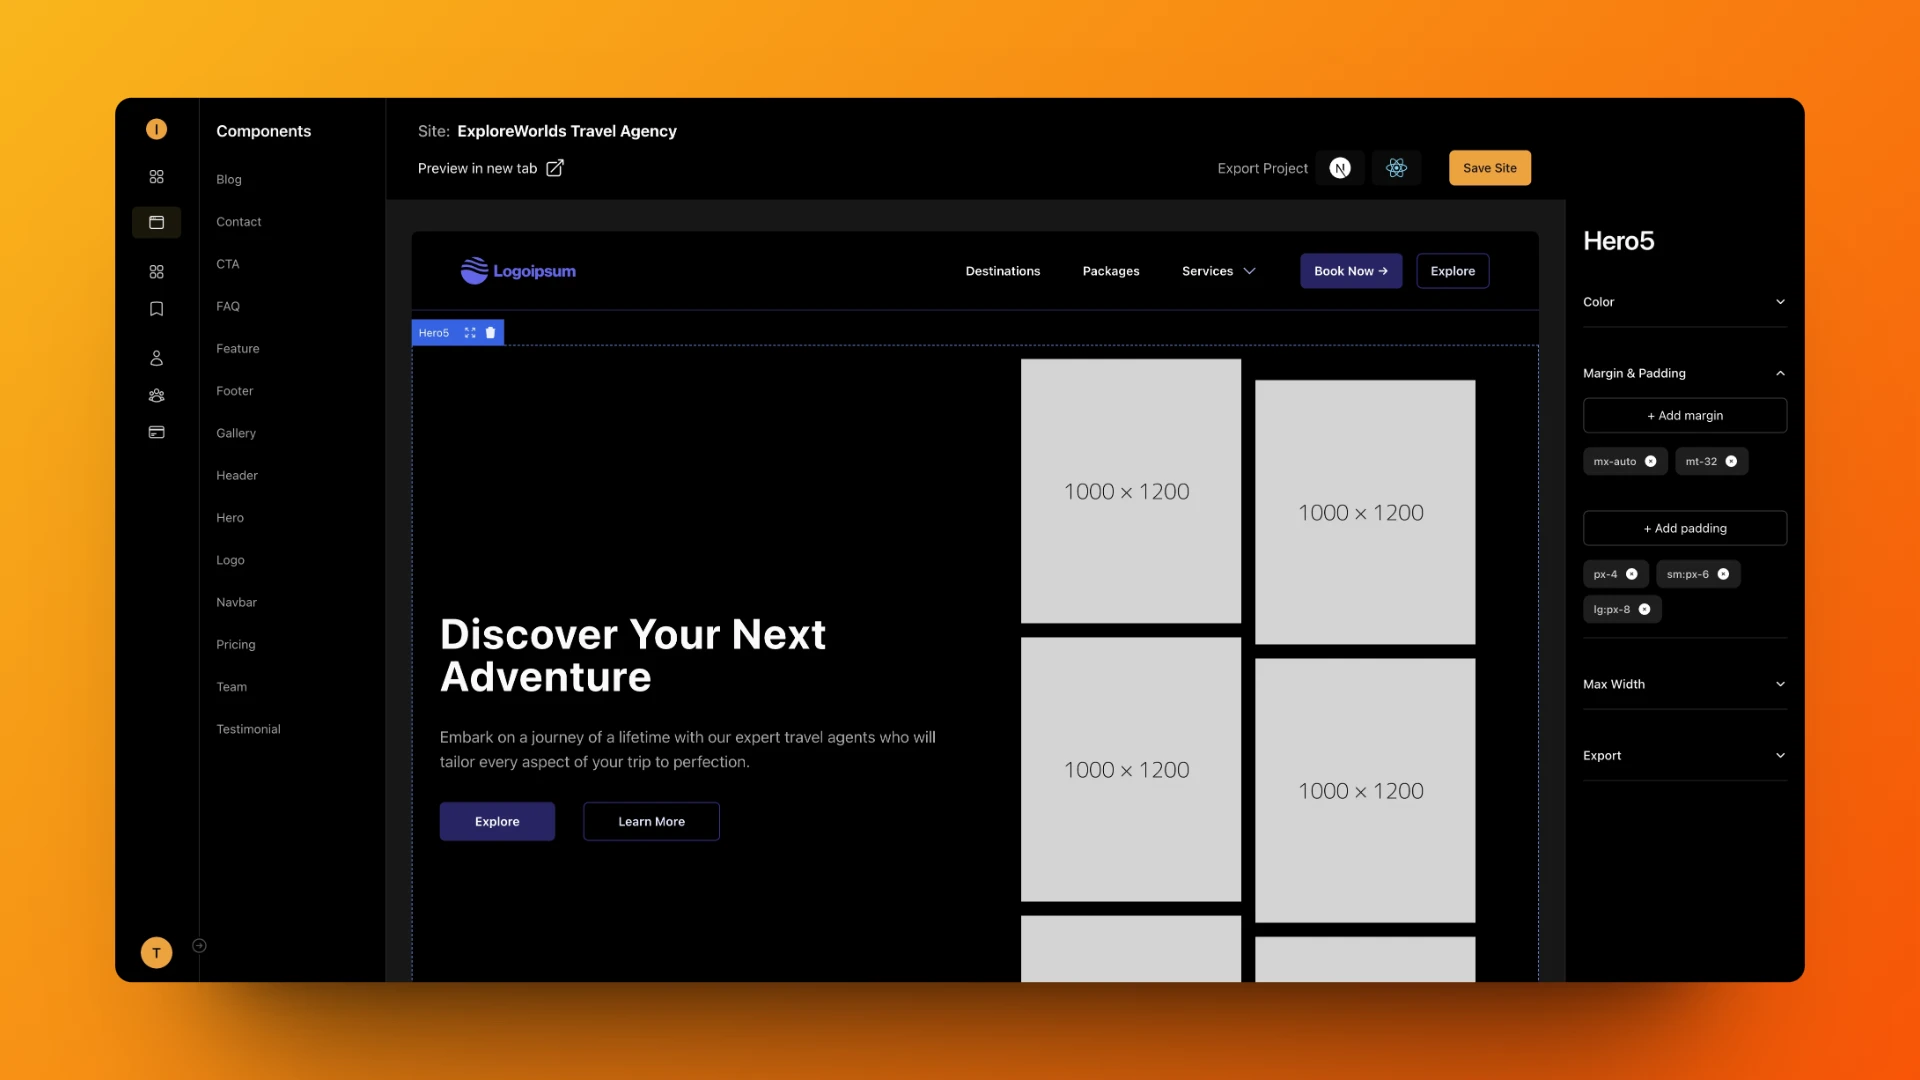 I
Components
Blog
Contact
CTA
FAQ
Feature
Footer
Gallery
Header
Hero
Logo
Navbar
Pricing
Team
Testimonial
T
Site: ExploreWorlds Travel Agency
Preview in new tab
Export Project
N
Save Site
Logoipsum
Destinations
Packages
Services
Book Now →
Explore
Hero5
Discover Your Next
Adventure
Embark on a journey of a lifetime with our expert travel agents who will
tailor every aspect of your trip to perfection.
Explore
Learn More
1000 × 1200
1000 × 1200
1000 × 1200
1000 × 1200
Hero5
Color
Margin & Padding
+ Add margin
mx-auto
mt-32
+ Add padding
px-4
sm:px-6
lg:px-8
Max Width
Export